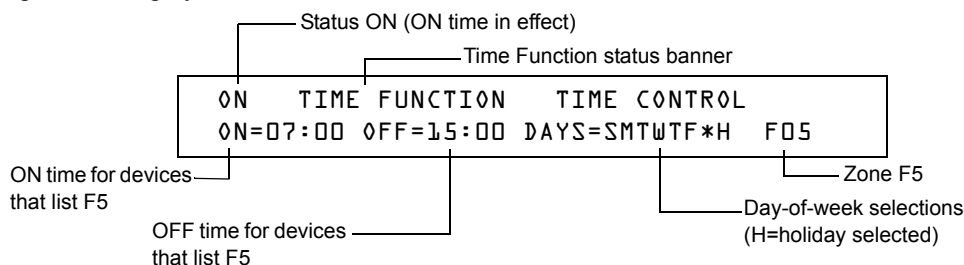 Status ON (ON time in effect)
Time Function status banner
ON TIME FUNCTION TIME CONTROL
ON=07:00 OFF=15:00 DAYS=SMTWTF*H F05
ON time for devices
that list F5
Zone F5
Day-of-week selections
(H=holiday selected)
OFF time for devices
that list F5